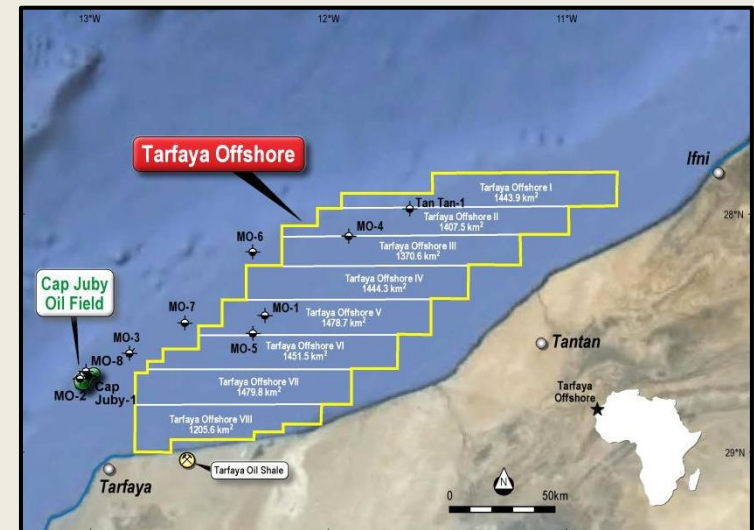 13°W
12°W
11°W
Tarfaya Offshore
Ifni
Tarfaya Offshore I
1443.9 km²
Tan Tan-1
28°N
Tarfaya Offshore II
1407.5 km²
MO-4
MO-6
Tarfaya Offshore III
1370.6 km²
Cap Juby
Oil Field
Tarfaya Offshore IV
1444.3 km²
MO-7
MO-1
Tarfaya Offshore V
1478.7 km²
MO-3
MO-5
Tarfaya Offshore VI
1451.5 km²
Tantan
MO-8
MO-2
Cap
Juby-1
Tarfaya Offshore VII
1479.8 km²
Tarfaya
Offshore
Tarfaya Offshore VIII
1205.6 km²
29°N
Tarfaya
Tarfaya Oil Shale
N
0
50km
13°W
12°W
11°W